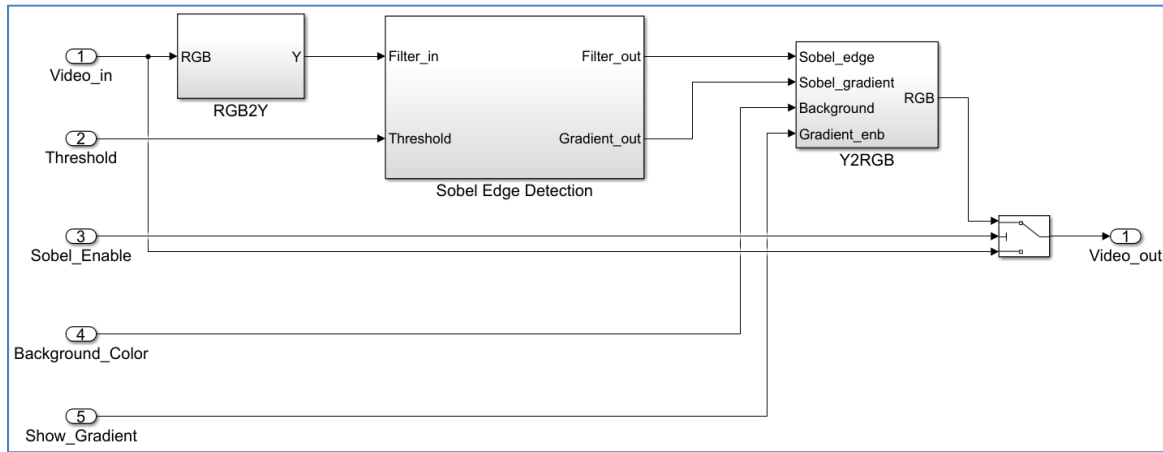 1
Video_in
RGB
Y
RGB2Y
Filter_in
Filter_out
Threshold
Gradient_out
Sobel Edge Detection
Sobel_edge
Sobel_gradient
Background
Gradient_enb
RGB
Y2RGB
2
Threshold
3
Sobel_Enable
1
Video_out
4
Background_Color
5
Show_Gradient